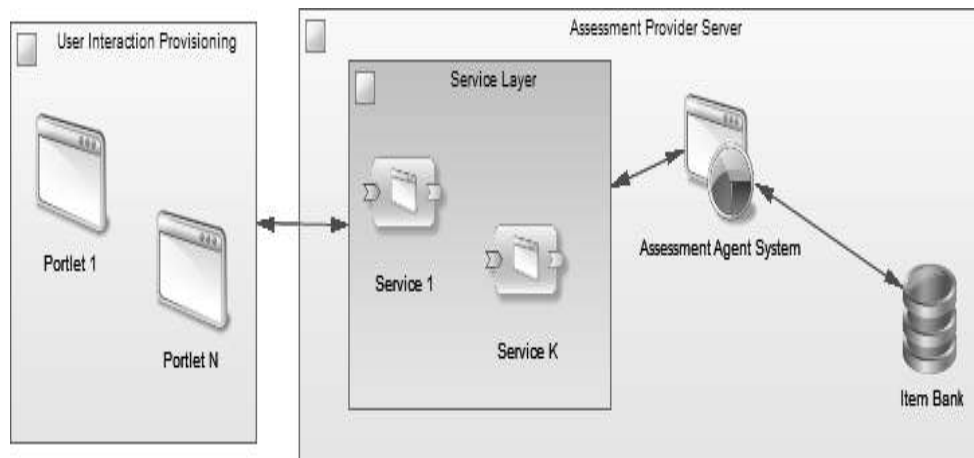 User Interaction Provisioning
Portlet 1
Portlet N
Assessment Provider Server
Service Layer
Service 1
Service K
Assessment Agent System
Item Bank